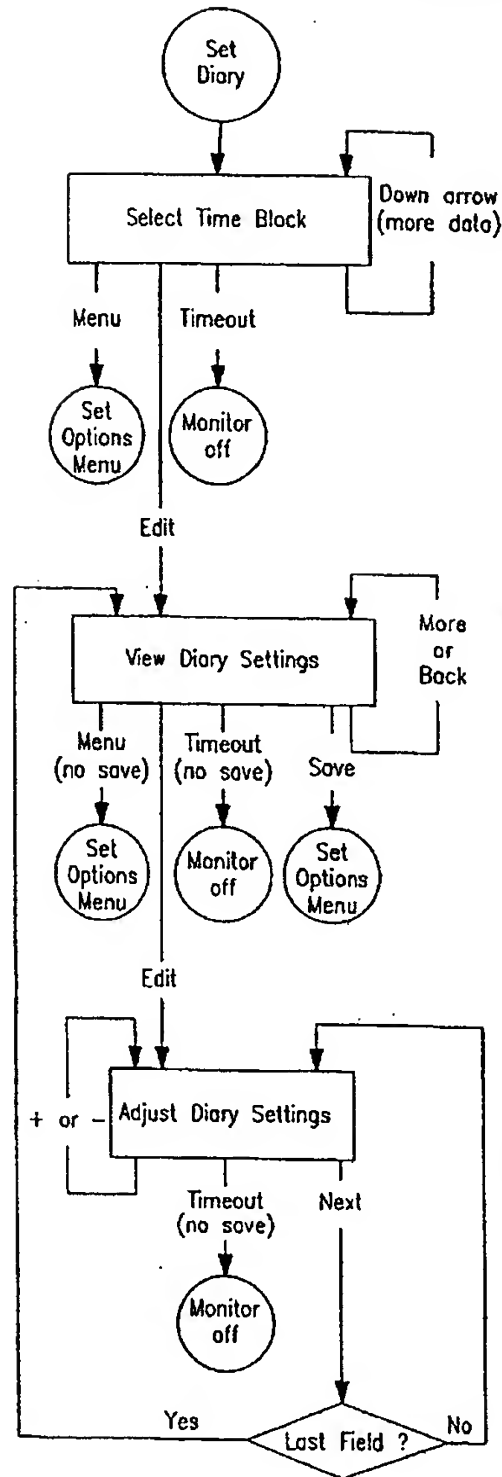 Set
Diary
Select Time Block
Down arrow
(more data)
Menu
Timeout
Set
Options
Menu
Monitor
off
Edit
View Diary Settings
More
or
Back
Menu
(no save)
Timeout
(no save)
Save
Set
Options
Menu
Monitor
off
Set
Options
Menu
Edit
+ or -
Adjust Diary Settings
Timeout
(no save)
Next
Monitor
off
Yes
Last Field ?
No